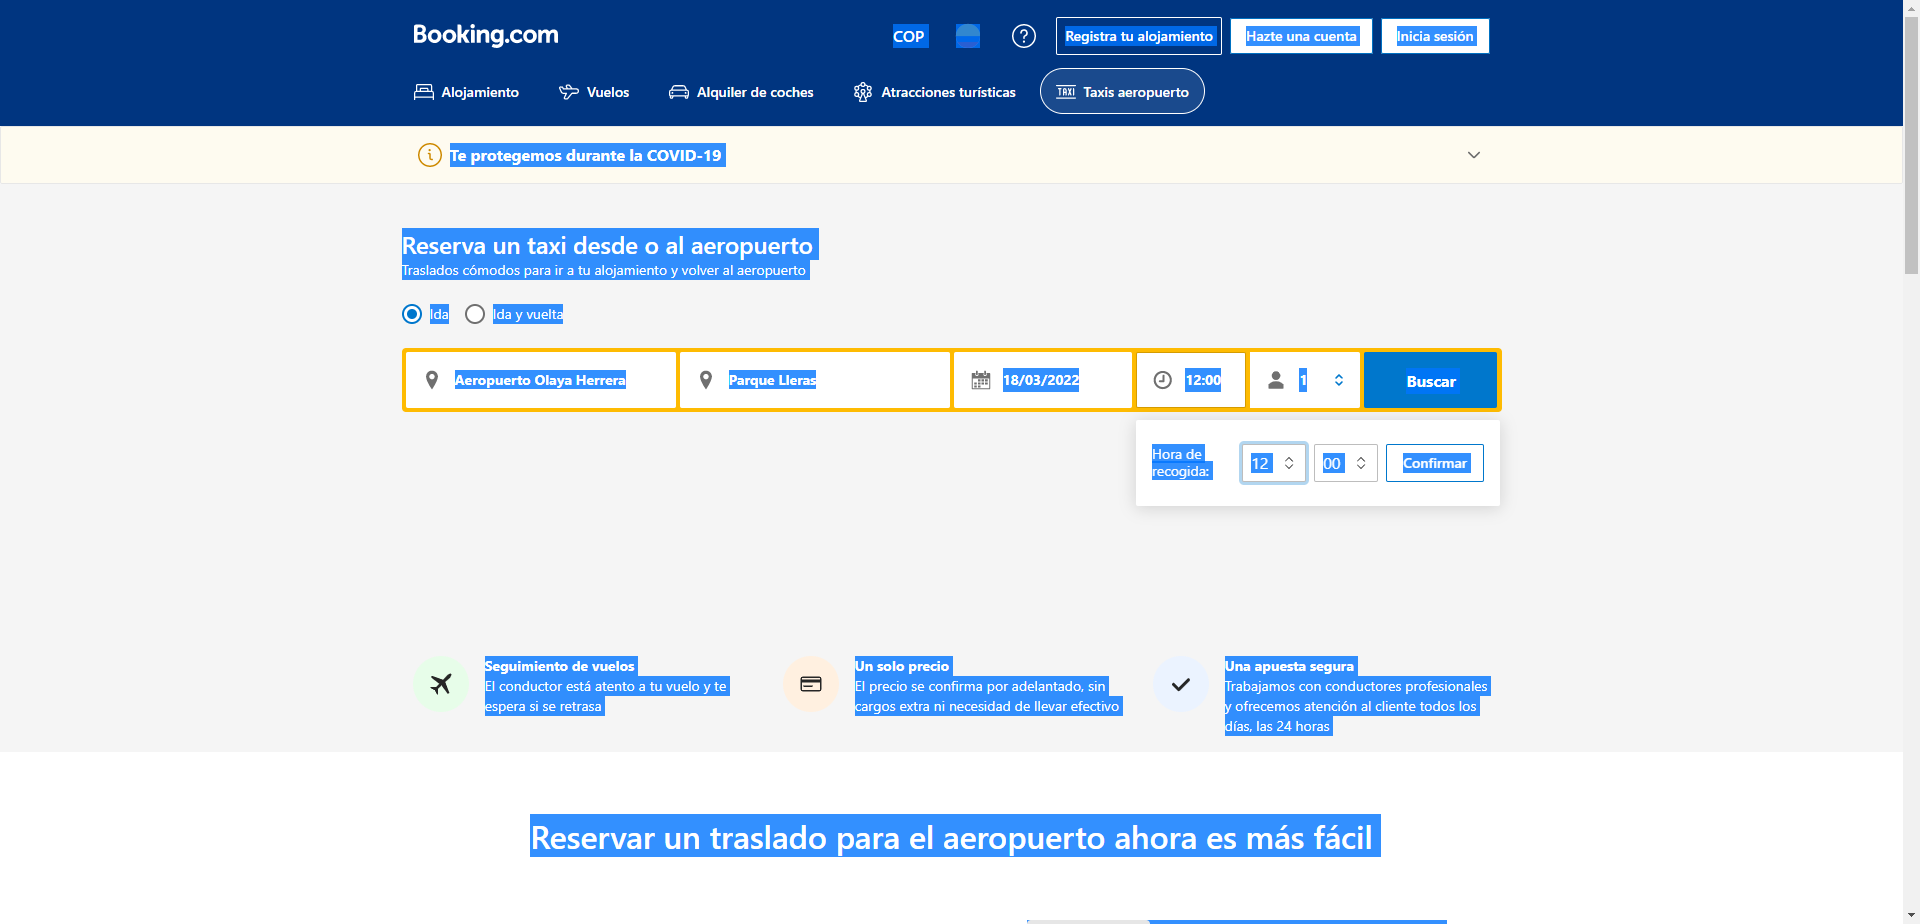 Booking.com
COP
Registra tu alojamiento
Hazte una cuenta
Inicia sesión
Alojamiento
Vuelos
Alquiler de coches
Atracciones turísticas
TAXI
Taxis aeropuerto
Te protegemos durante la COVID-19
Reserva un taxi desde o al aeropuerto
Traslados cómodos para ir a tu alojamiento y volver al aeropuerto
Ida
Ida y vuelta
Aeropuerto Olaya Herrera
Parque Lleras
18/03/2022
12:00
1
Buscar
Hora de
recogida:
12
00
Confirmar
Seguimiento de vuelos
El conductor está atento a tu vuelo y te
espera si se retrasa
Un solo precio
El precio se confirma por adelantado, sin
cargos extra ni necesidad de llevar efectivo
Una apuesta segura
Trabajamos con conductores profesionales
y ofrecemos atención al cliente todos los
días, las 24 horas
Reservar un traslado para el aeropuerto ahora es más fácil